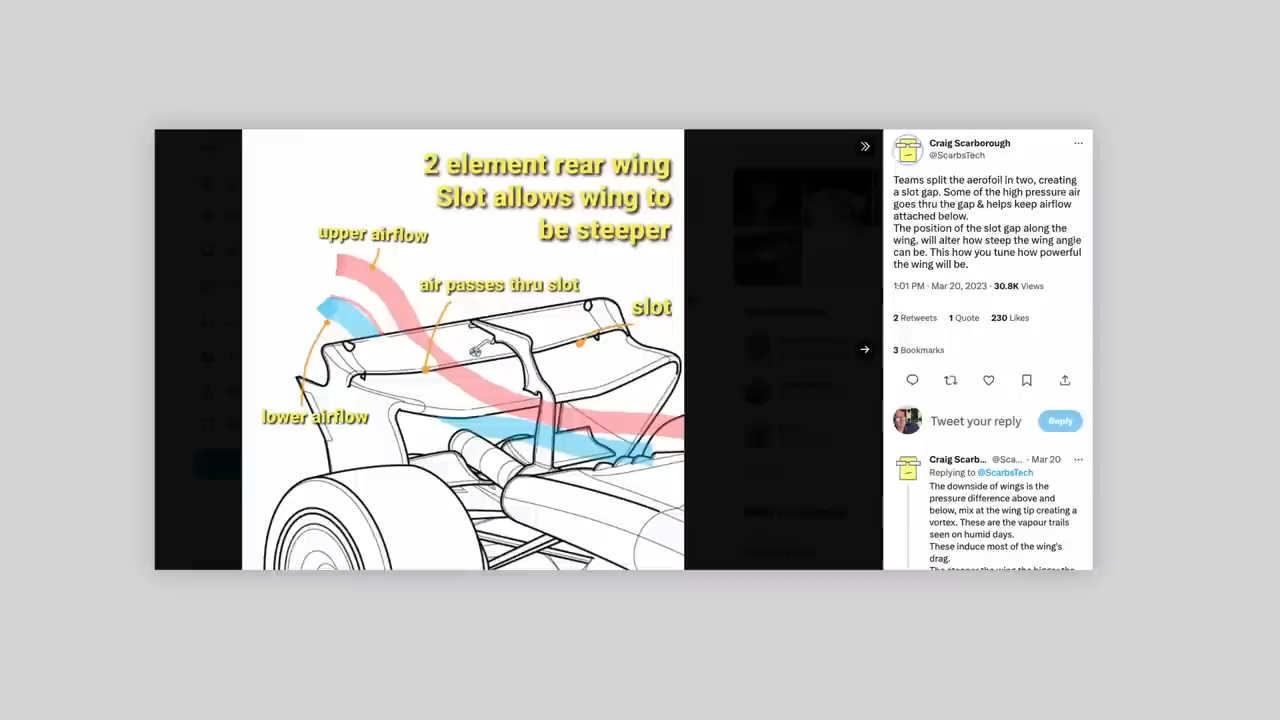 2 element rear wing
Slot allows wing to
be steeper
upper airflow
air passes thru slot
slot
lower airflow
Craig Scarborough
@ScarbsTech
Teams split the aerofoil in two, creating
a slot gap. Some of the high pressure air
goes thru the gap & helps keep airflow
attached below.
The position of the slot gap along the
wing, will alter how steep the wing angle
can be. This how you tune how powerful
the wing will be.
1:01 PM · Mar 20, 2023 · 30.8K Views
2 Retweets 1 Quote 230 Likes
3 Bookmarks
Tweet your reply
Reply
Craig Scarb... @Sca... · Mar 20
Replying to @ScarbsTech
The downside of wings is the
pressure difference above and
below, mix at the wing tip creating a
vortex. These are the vapour trails
seen on humid days.
These induce most of the wing's
drag.
The steeper the wing the bigger the